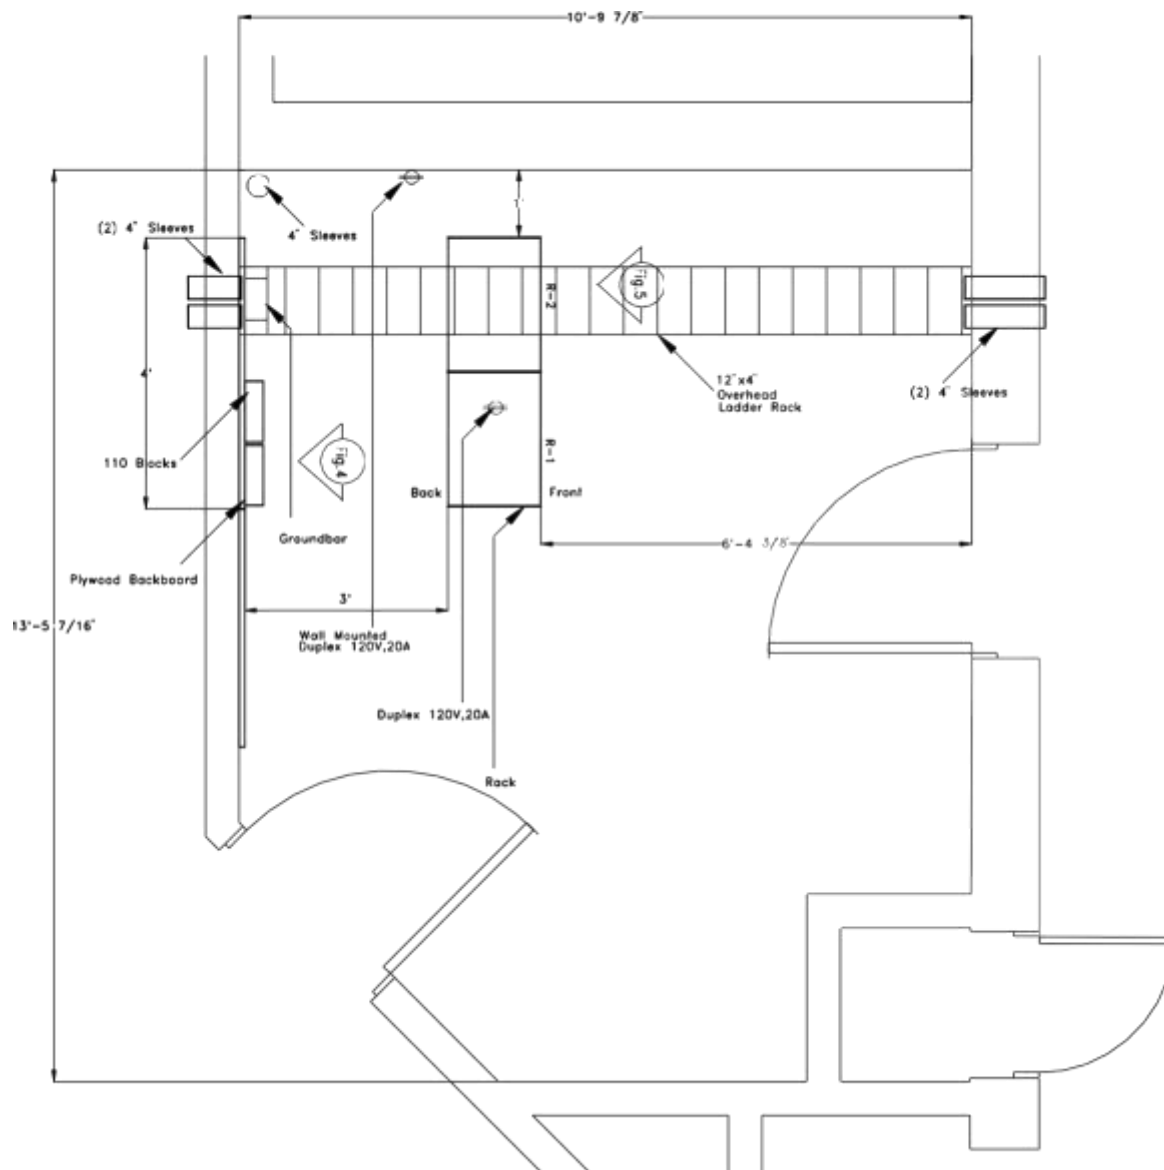 10'-9 7/8"
(2) 4" Sleeves
4" Sleeves
1'
R-2
Fig.5
4'
12"x4"
Overhead
Ladder Rack
(2) 4" Sleeves
110 Blocks
Fig.4
R-1
Back
Front
Groundbar
6'-4 3/8"
Plywood Backboard
3'
13'-5 7/16"
Wall Mounted
Duplex 120V,20A
Duplex 120V,20A
Rack